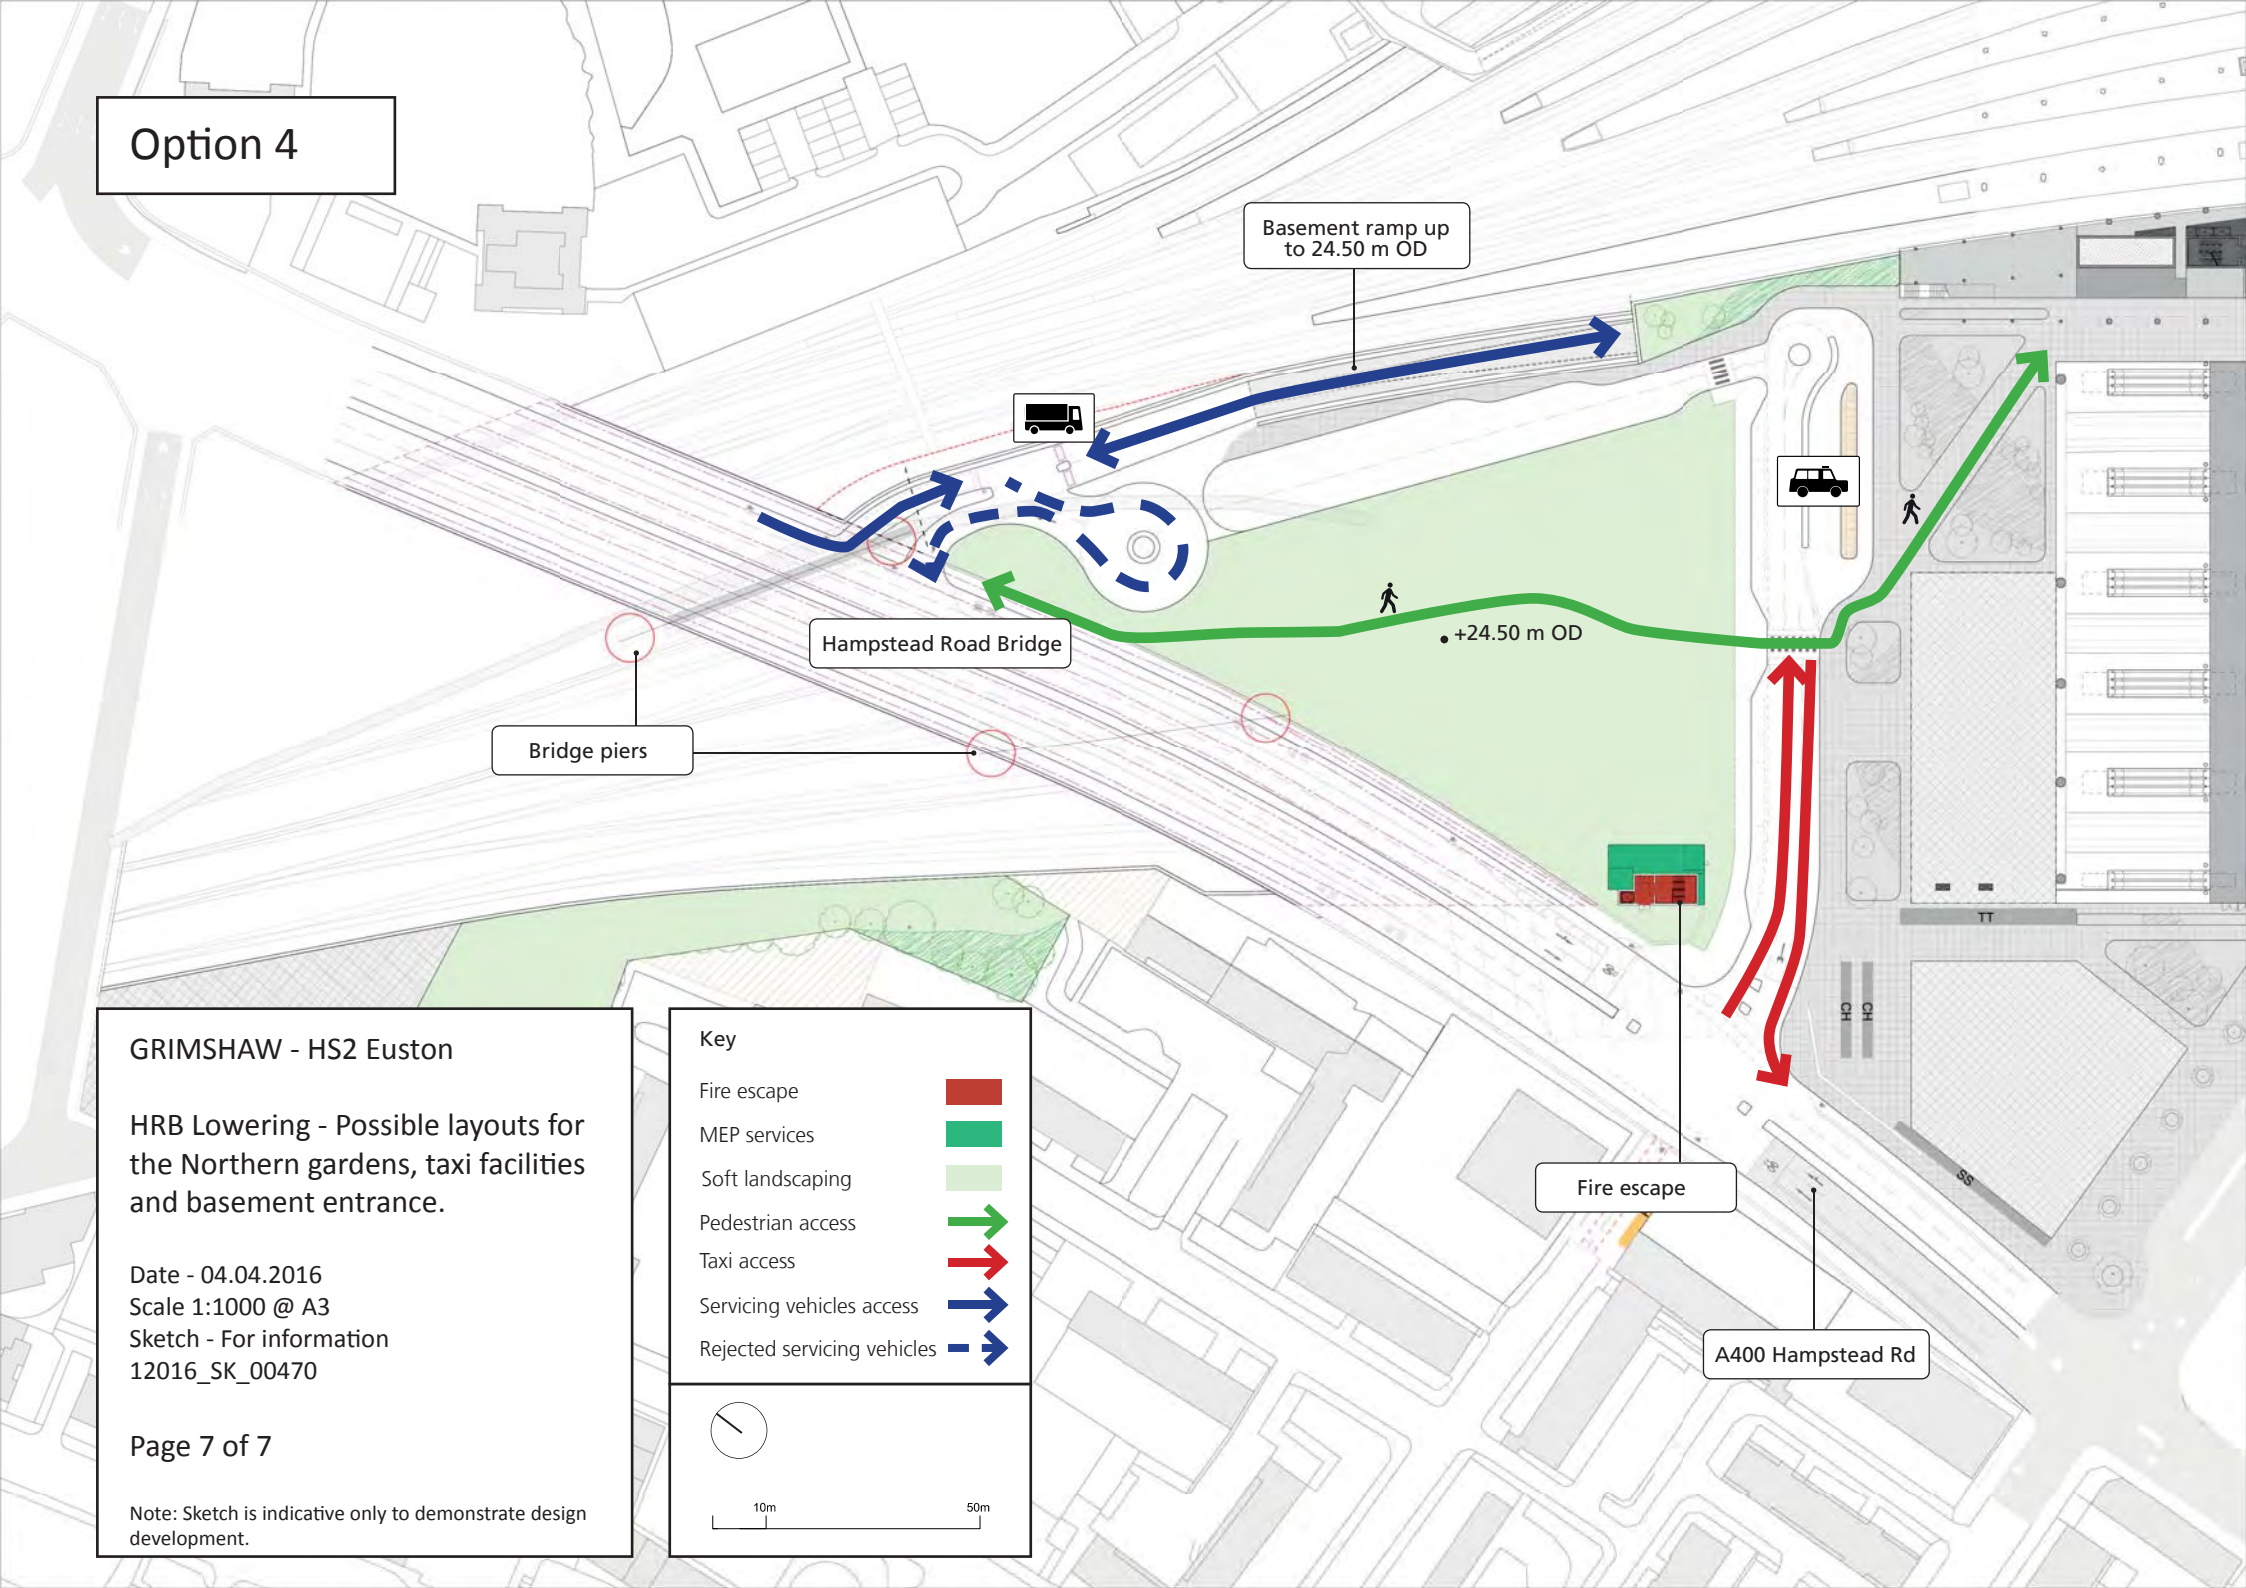 Option 4
Basement ramp up
to 24.50 m OD
Hampstead Road Bridge
+24.50 m OD
Bridge piers
TT
CH
CH
SS
Fire escape
A400 Hampstead Rd
GRIMSHAW - HS2 Euston
HRB Lowering - Possible layouts for
the Northern gardens, taxi facilities
and basement entrance.
Date - 04.04.2016
Scale 1:1000 @ A3
Sketch - For information
12016_SK_00470
Page 7 of 7
Note: Sketch is indicative only to demonstrate design
development.
Key
Fire escape
MEP services
Soft landscaping
Pedestrian access
Taxi access
Servicing vehicles access
Rejected servicing vehicles
10m
50m